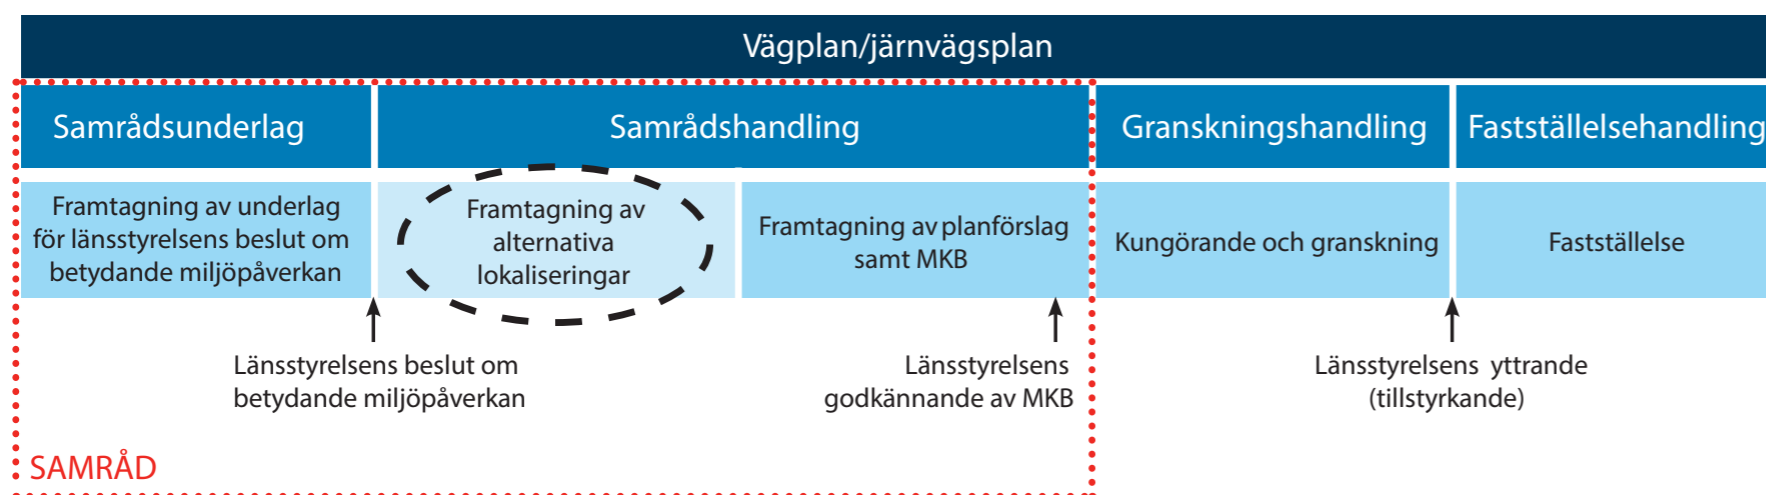 Vägplan/järnvägsplan
Samrådsunderlag
Samrådshandling
Granskningshandling
Fastställelsehandling
Framtagning av underlag
för länsstyrelsens beslut om
betydande miljöpåverkan
Framtagning av
alternativa
lokaliseringar
Framtagning av planförslag
samt MKB
Kungörande och granskning
Fastställelse
Länsstyrelsens beslut om
betydande miljöpåverkan
Länsstyrelsens
godkännande av MKB
Länsstyrelsens yttrande
(tillstyrkande)
SAMRÅD